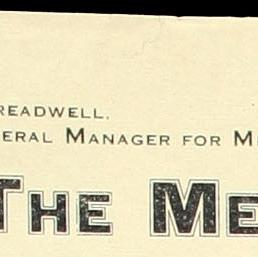 READWELL,
ERAL MANAGER FOR M
THE ME